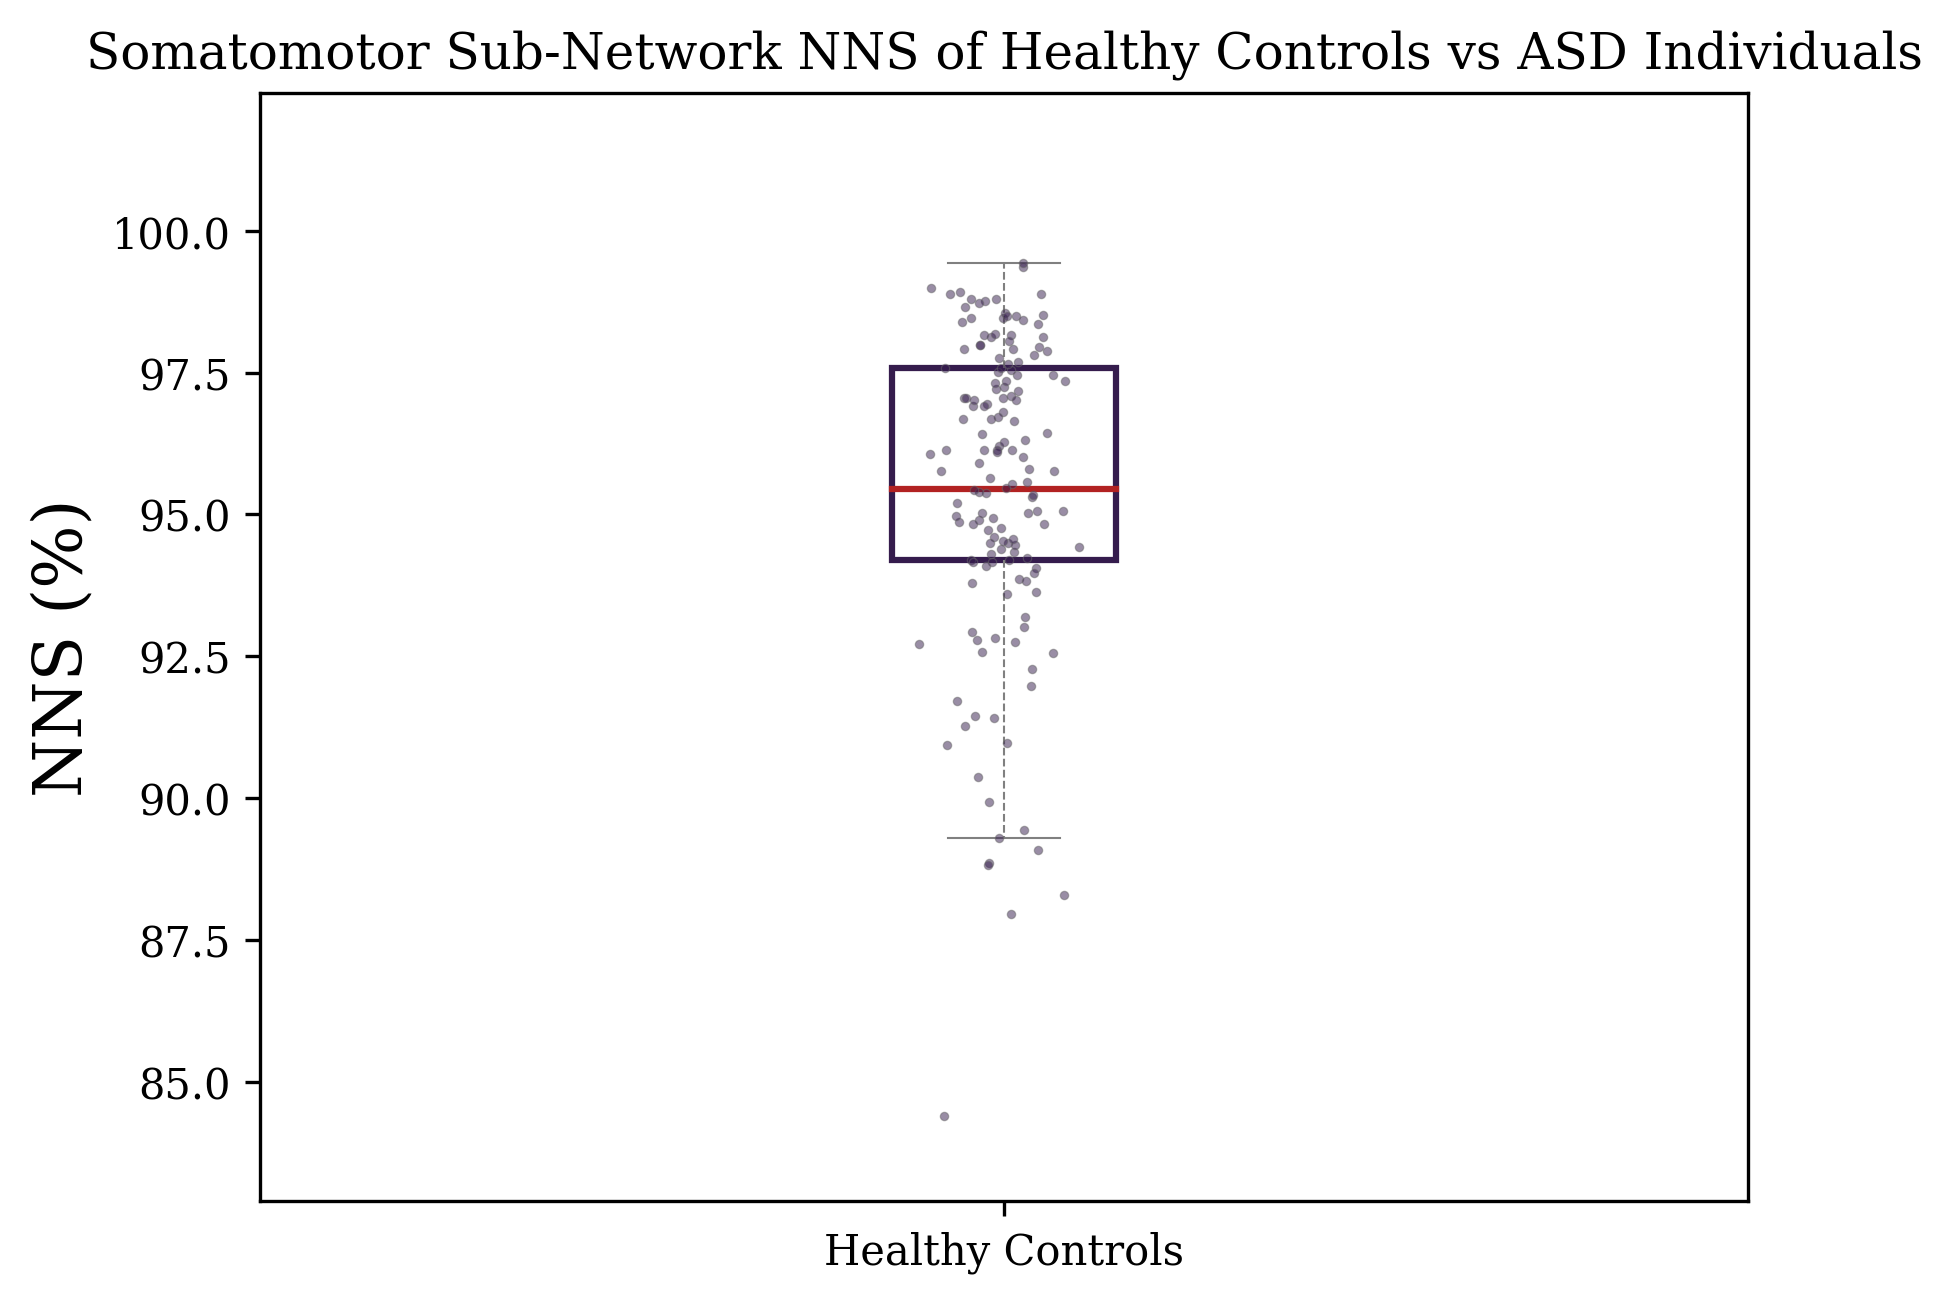 Somatomotor Sub-Network NNS of Healthy Controls vs ASD Individuals
NNS (%)
100.0
97.5
95.0
92.5
90.0
87.5
85.0
Healthy Controls